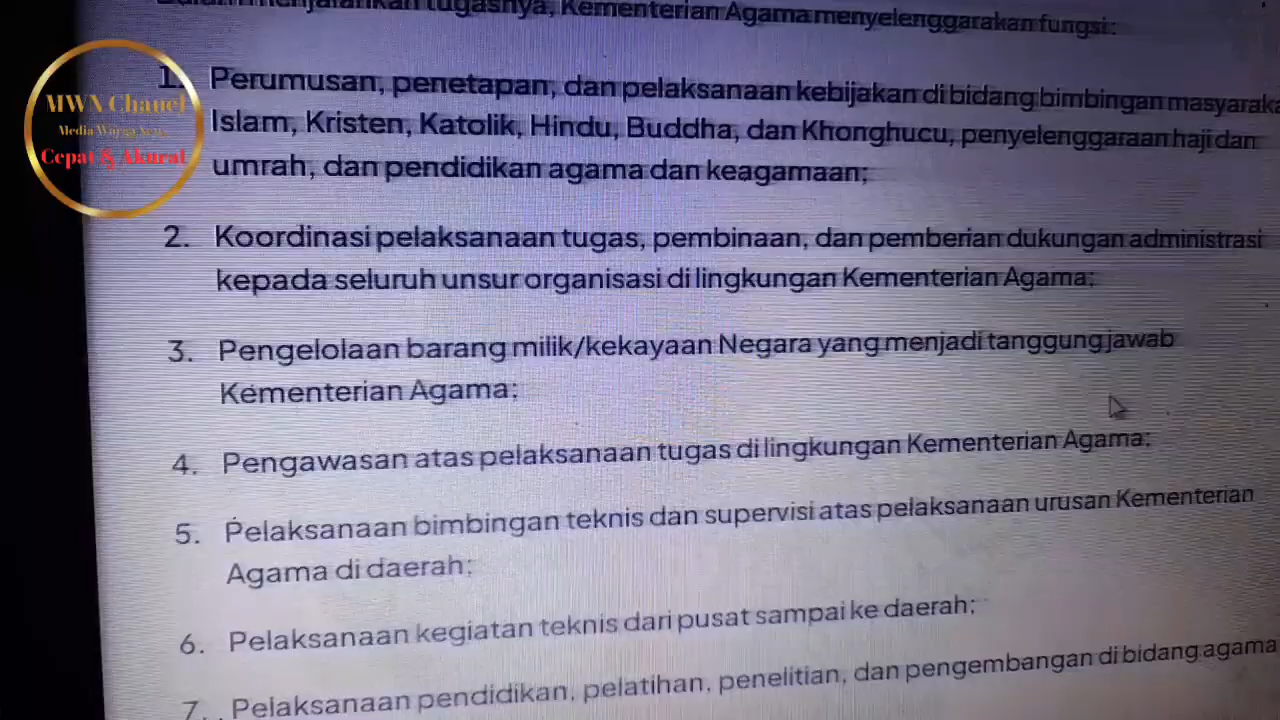 Dalam menjalankan tugasnya, Kementerian Agama menyelenggarakan fungsi:
MWN Chanel
Media Warga News
Cepat & Akurat
1. Perumusan, penetapan, dan pelaksanaan kebijakan di bidang bimbingan masyaraka
Islam, Kristen, Katolik, Hindu, Buddha, dan Khonghucu, penyelenggaraan haji dan
umrah, dan pendidikan agama dan keagamaan;
2. Koordinasi pelaksanaan tugas, pembinaan, dan pemberian dukungan administrasi
kepada seluruh unsur organisasi di lingkungan Kementerian Agama;
3. Pengelolaan barang milik/kekayaan Negara yang menjadi tanggung jawab
Kementerian Agama;
4. Pengawasan atas pelaksanaan tugas di lingkungan Kementerian Agama;
5. Pelaksanaan bimbingan teknis dan supervisi atas pelaksanaan urusan Kementerian
Agama di daerah;
6. Pelaksanaan kegiatan teknis dari pusat sampai ke daerah;
7. Pelaksanaan pendidikan, pelatihan, penelitian, dan pengembangan di bidang agama